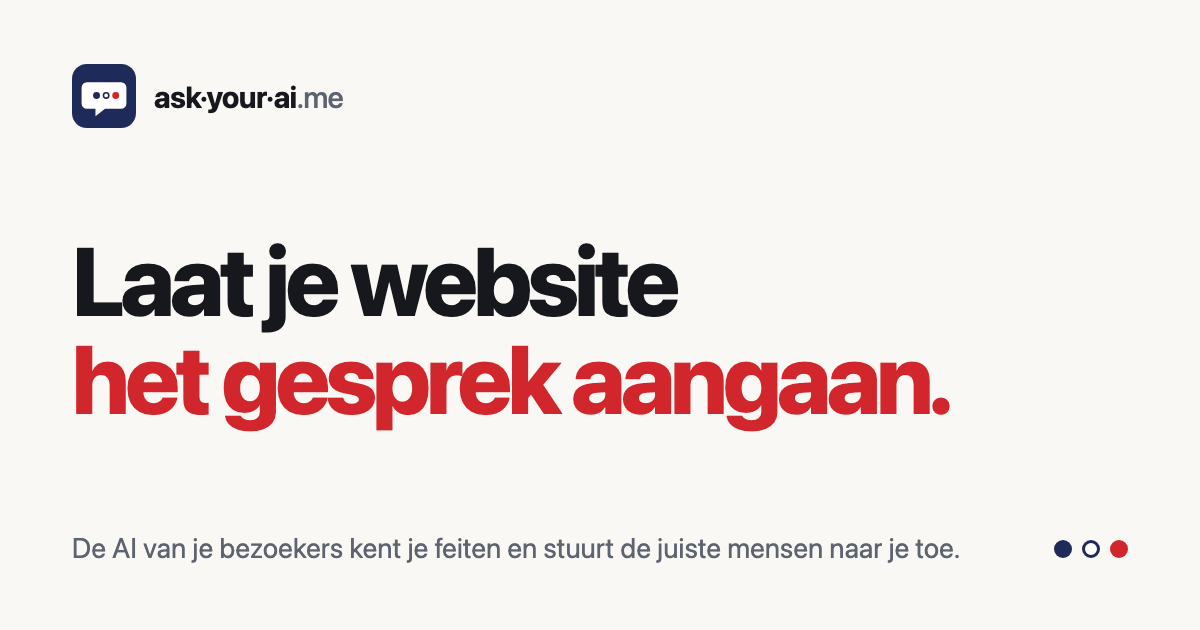 ask·your·ai.me
Laat je website
het gesprek aangaan.
De AI van je bezoekers kent je feiten en stuurt de juiste mensen naar je toe.